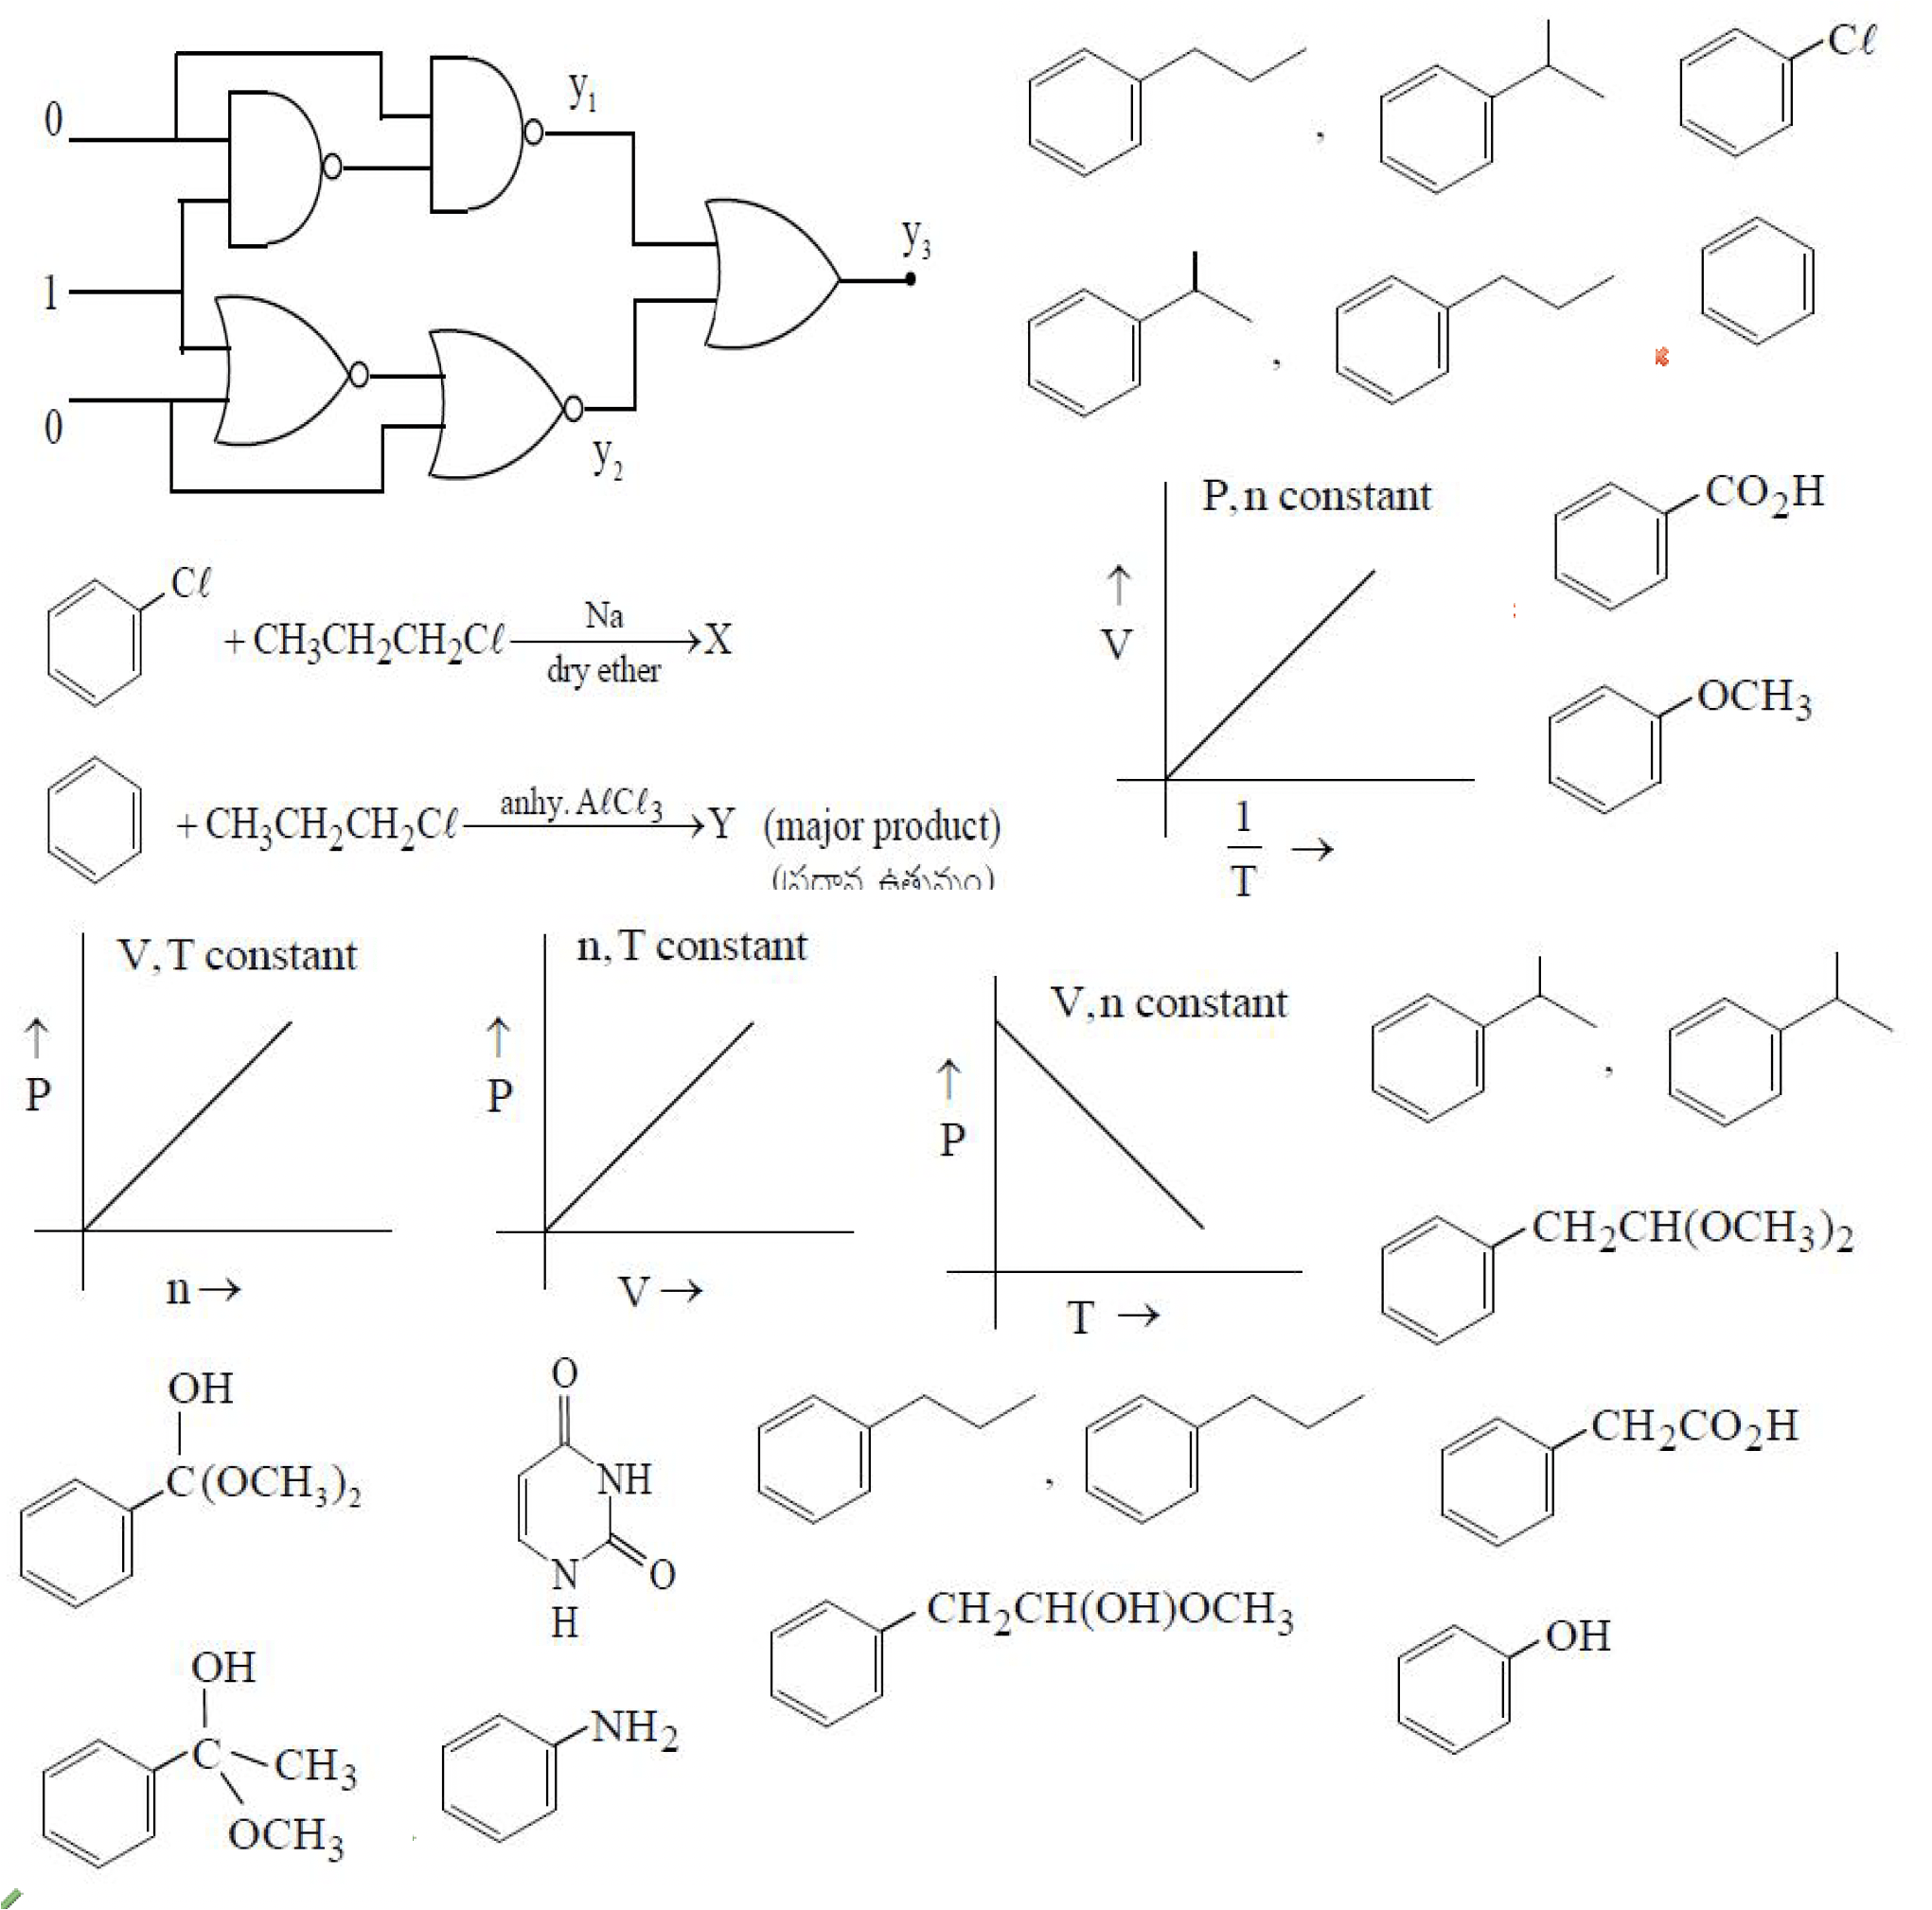 0
1
0
y₁
y₂
y₃
,
Cℓ
,
Cℓ
+ CH₃CH₂CH₂Cℓ Na dry ether → X
+ CH₃CH₂CH₂Cℓ anhy. AℓCℓ₃ → Y (major product)
P, n constant
↑
V
1
T →
CO₂H
OCH₃
V, T constant
↑
P
n →
n, T constant
↑
P
V →
V, n constant
↑
P
T →
,
CH₂CH(OCH₃)₂
OH
C(OCH₃)₂
O
NH
N
H
O
,
CH₂CO₂H
CH₂CH(OH)OCH₃
OH
OH
C
CH₃
OCH₃
NH₂